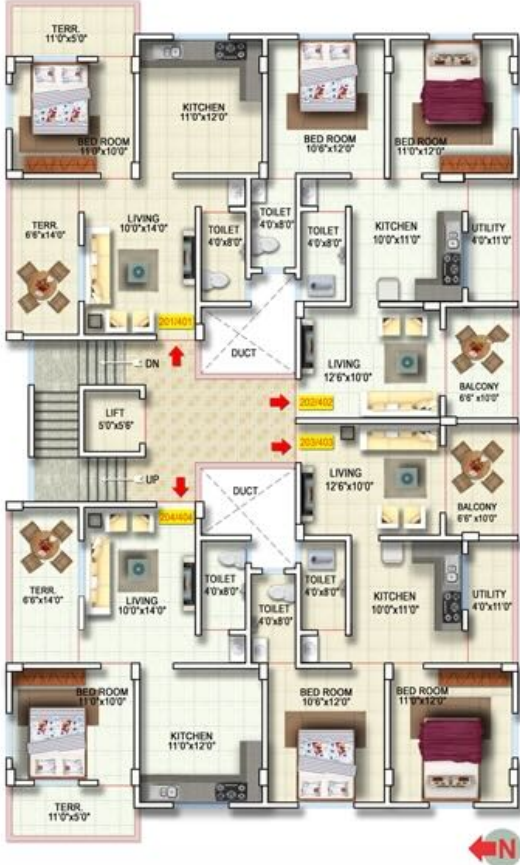 TERR.
11'0"x5'0"
KITCHEN
11'0"x12'0"
BED ROOM
11'0"x10'0"
BED ROOM
10'6"x12'0"
BED ROOM
11'0"x12'0"
TERR.
6'6"x14'0"
LIVING
10'0"x14'0"
TOILET
4'0"x8'0"
TOILET
4'0"x8'0"
TOILET
4'0"x8'0"
KITCHEN
10'0"x11'0"
UTILITY
4'0"x11'0"
201/401
DUCT
DN
LIVING
12'6"x10'0"
BALCONY
6'6" x10'0"
LIFT
5'0"x5'6"
202/402
203/403
UP
DUCT
LIVING
12'6"x10'0"
BALCONY
6'6" x10'0"
204/404
TERR.
6'6"x14'0"
LIVING
10'0"x14'0"
TOILET
4'0"x8'0"
TOILET
4'0"x8'0"
TOILET
4'0"x8'0"
KITCHEN
10'0"x11'0"
UTILITY
4'0"x11'0"
BED ROOM
11'0"x10'0"
BED ROOM
10'6"x12'0"
BED ROOM
11'0"x12'0"
KITCHEN
11'0"x12'0"
TERR.
11'0"x5'0"
N